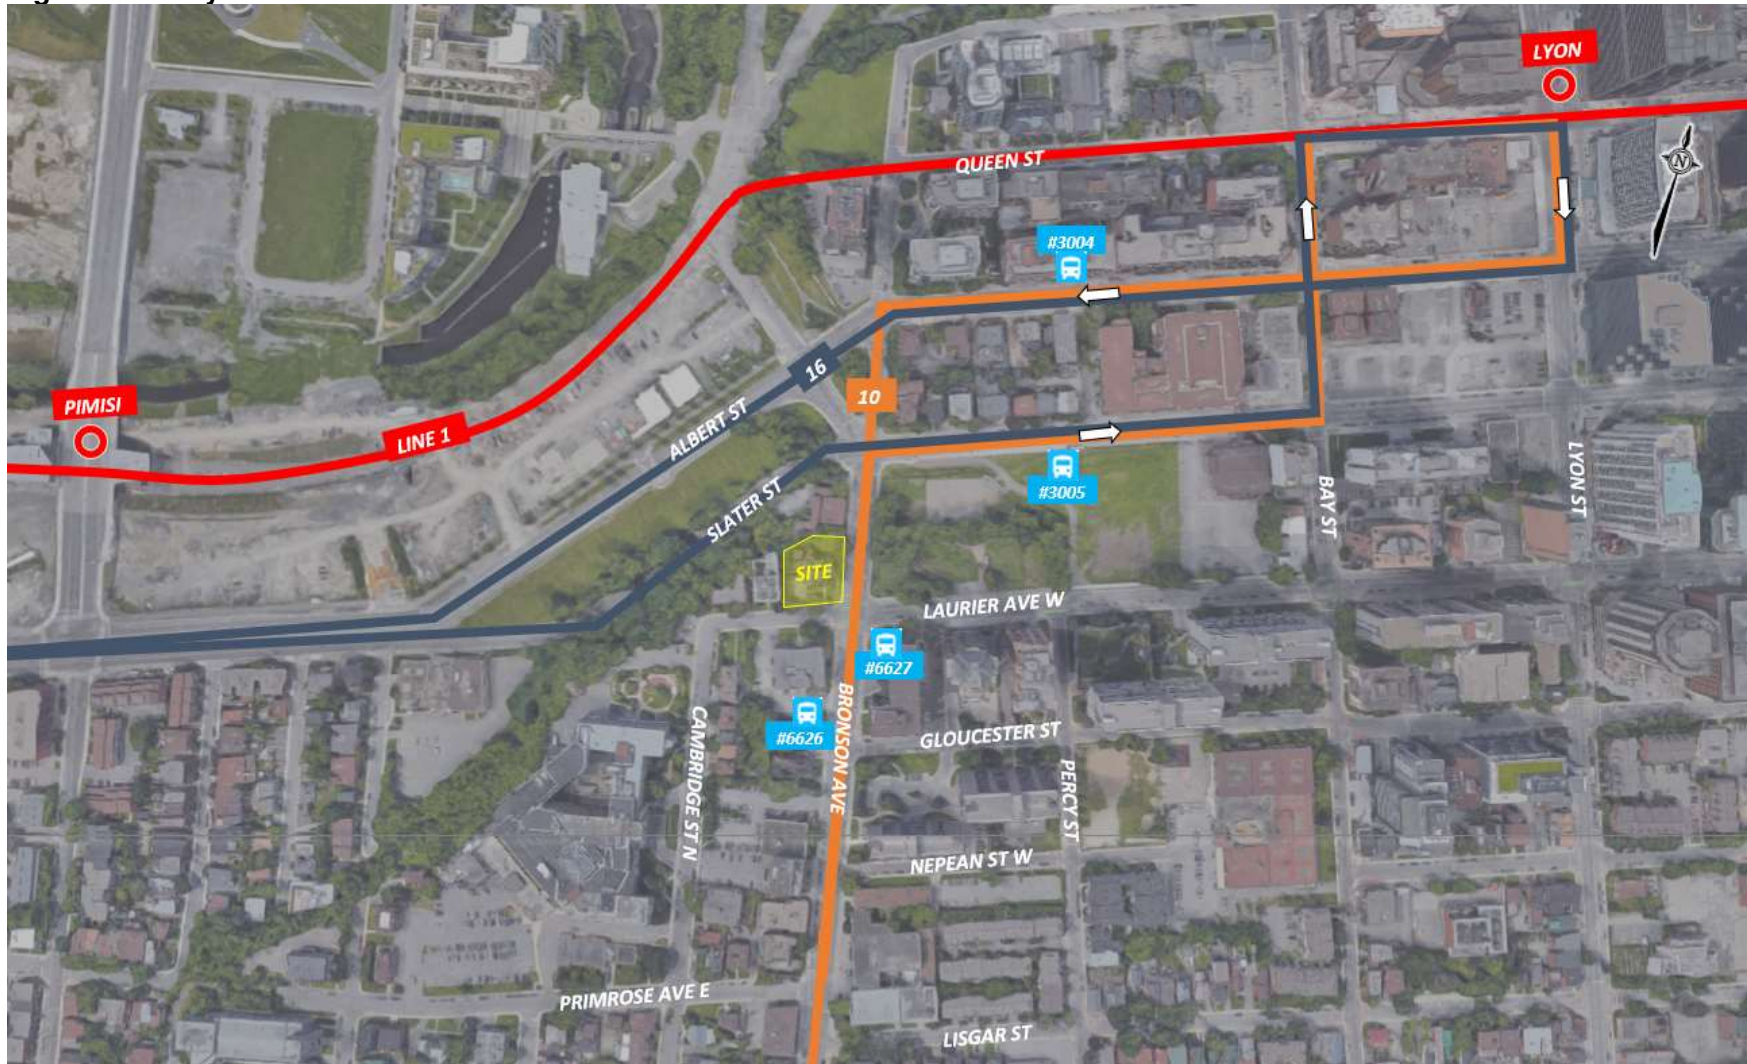 LYON
QUEEN ST
N
#3004
16
10
PIMISI
LINE 1
ALBERT ST
#3005
SLATER ST
BAY ST
LYON ST
SITE
LAURIER AVE W
#6627
#6626
BRONSON AVE
CAMBRIDGE ST N
GLOUCESTER ST
PERCY ST
NEPEAN ST W
PRIMROSE AVE E
LISGAR ST